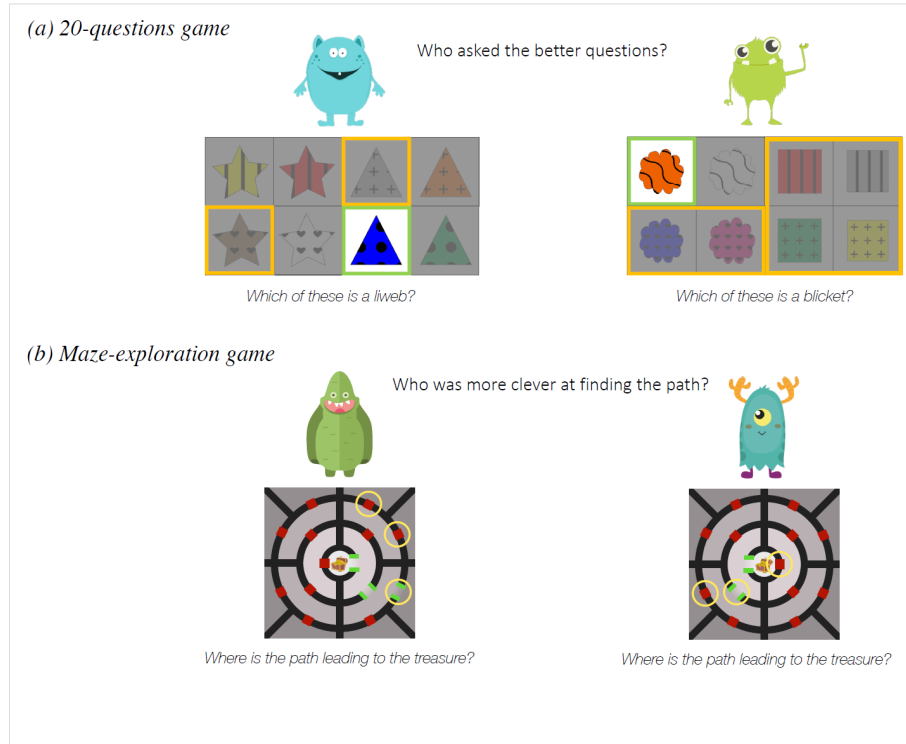 (a) 20-questions game
Who asked the better questions?
Which of these is a liweb?
Which of these is a blicket?
(b) Maze-exploration game
Who was more clever at finding the path?
Where is the path leading to the treasure?
Where is the path leading to the treasure?